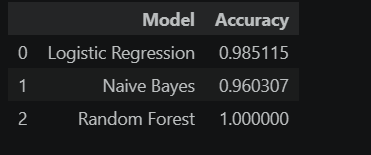 Model Accuracy
0 Logistic Regression 0.985115
1 Naive Bayes 0.960307
2 Random Forest 1.000000